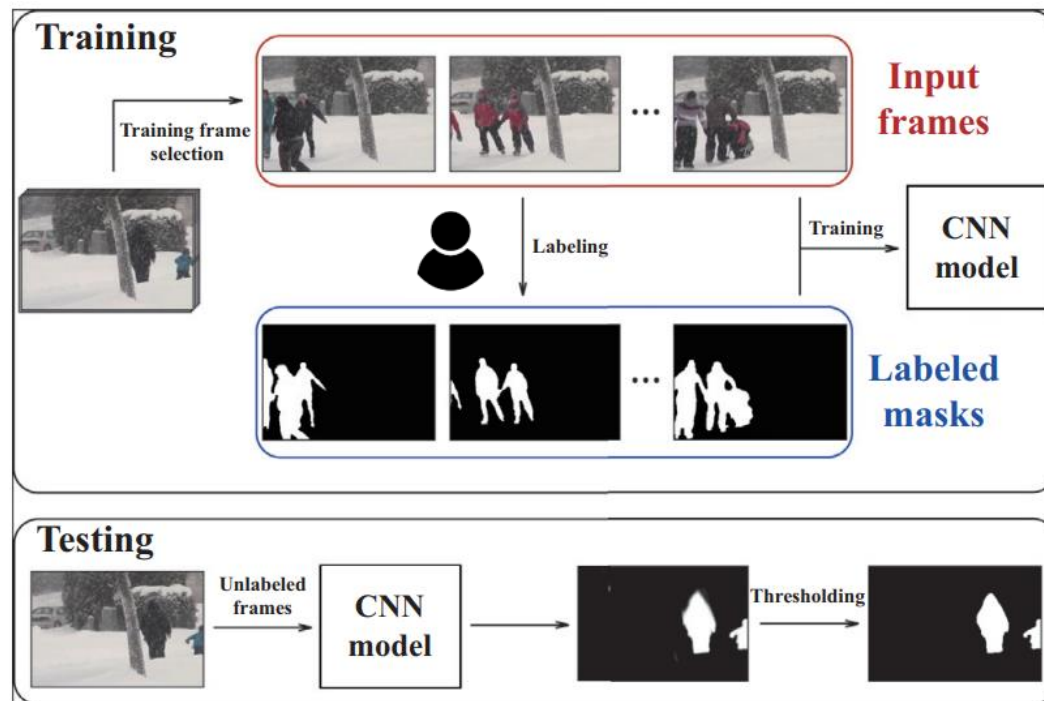 Training
Training frame
selection
...
Input
frames
Labeling
Training
CNN
model
...
Labeled
masks
Testing
Unlabeled
frames
CNN
model
Thresholding